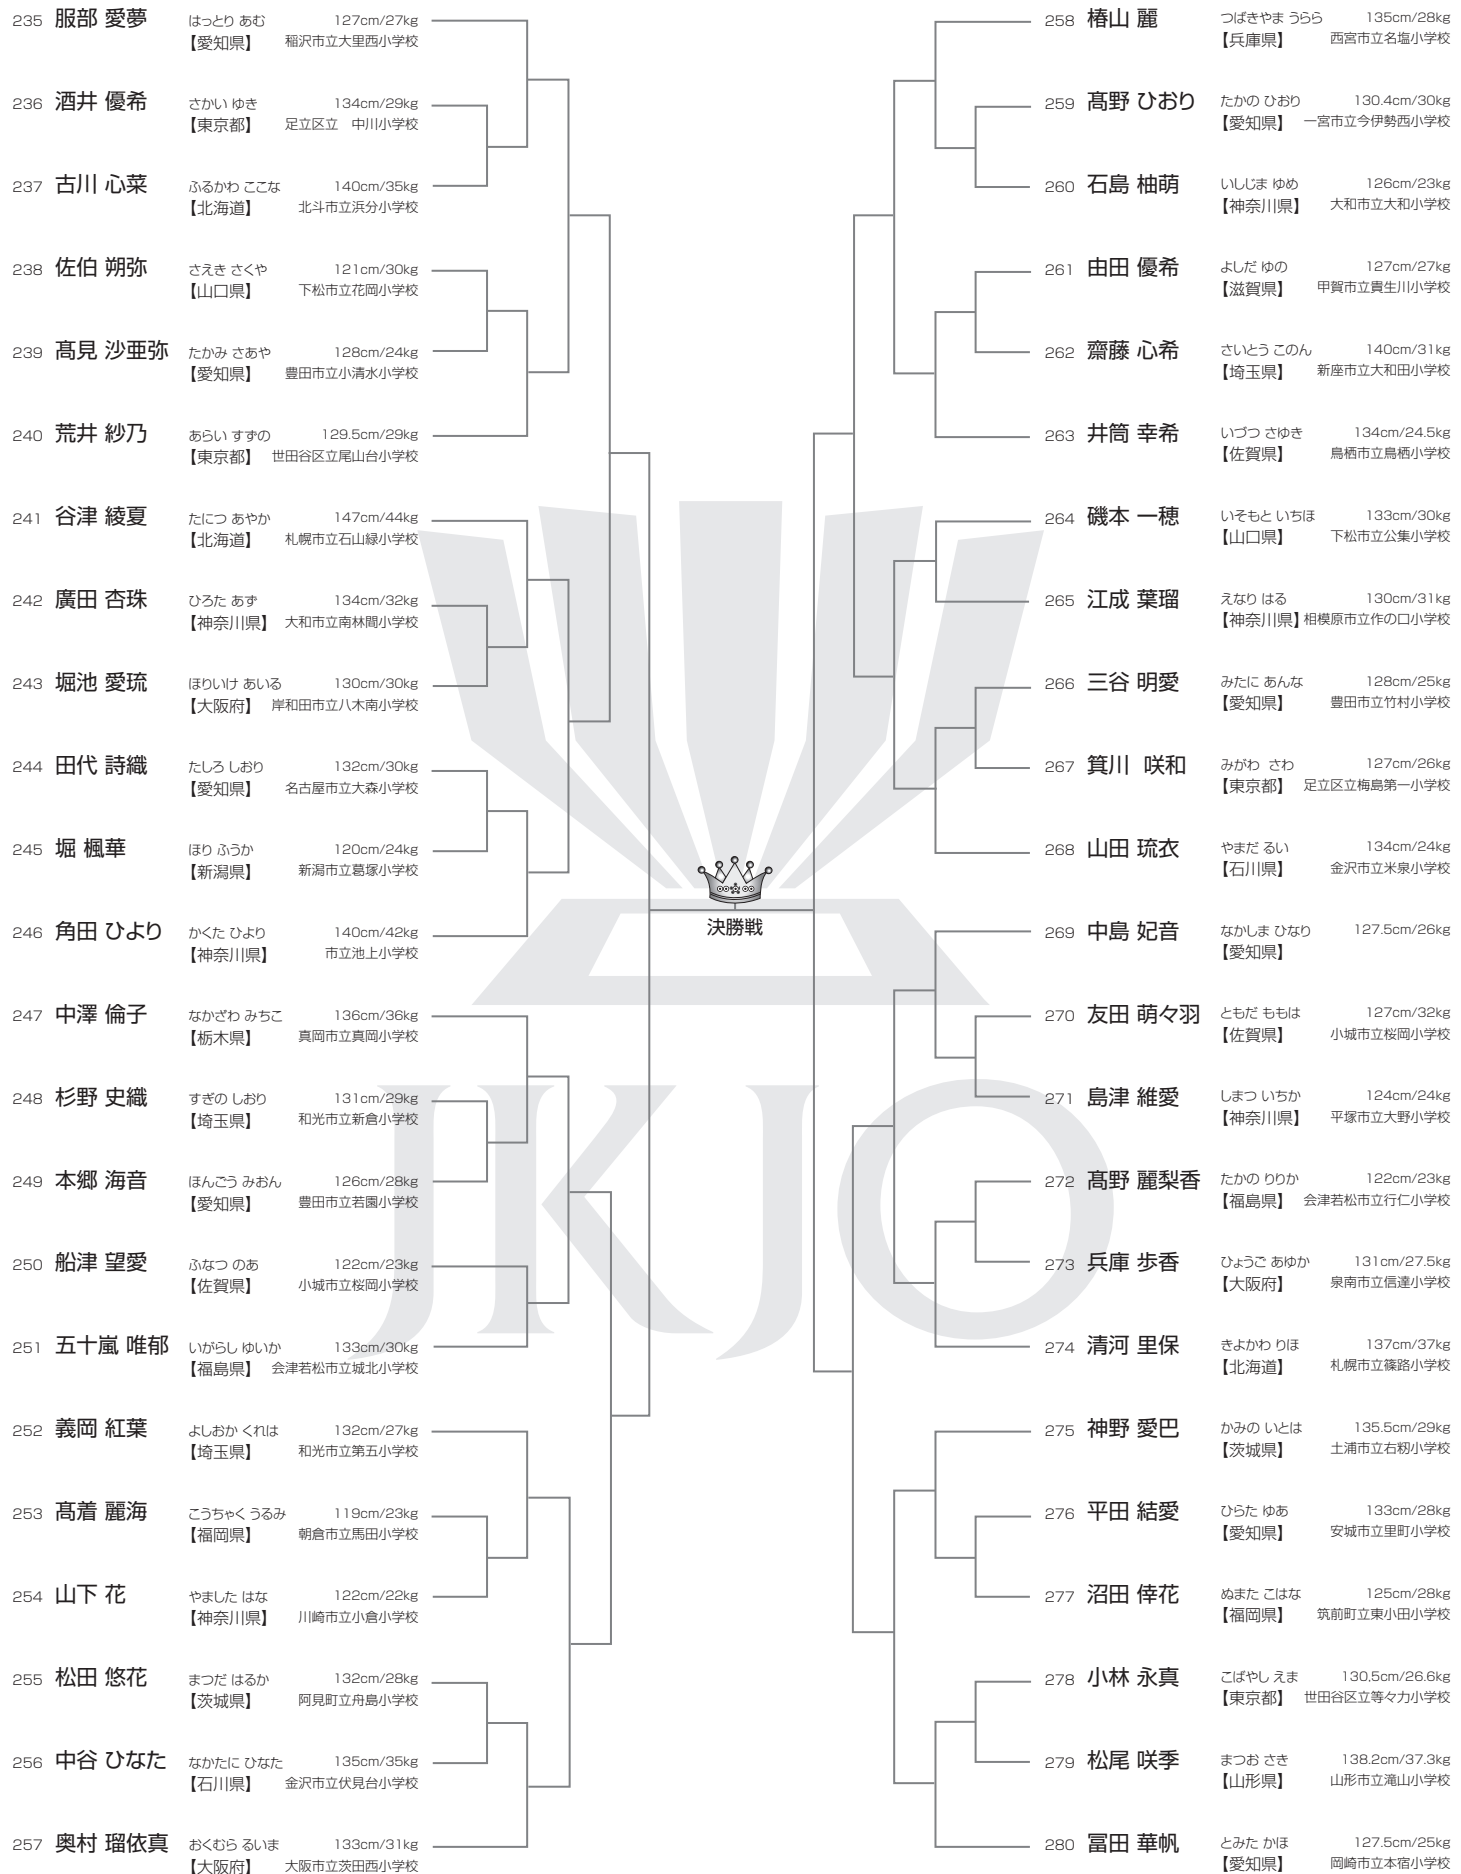 235 服部 愛夢 はっとり あむ 127cm/27kg
【愛知県】 稲沢市立大里西小学校
236 酒井 優希 さかい ゆき 134cm/29kg
【東京都】 足立区立 中川小学校
237 古川 心菜 ふるかわ ここな 140cm/35kg
【北海道】 北斗市立浜分小学校
238 佐伯 朔弥 さえき さくや 121cm/30kg
【山口県】 下松市立花岡小学校
239 髙見 沙亜弥 たかみ さあや 128cm/24kg
【愛知県】 豊田市立小清水小学校
240 荒井 紗乃 あらい すずの 129.5cm/29kg
【東京都】 世田谷区立尾山台小学校
241 谷津 綾夏 たにつ あやか 147cm/44kg
【北海道】 札幌市立石山緑小学校
242 廣田 杏珠 ひろた あず 134cm/32kg
【神奈川県】 大和市立南林間小学校
243 堀池 愛琉 ほりいけ あいる 130cm/30kg
【大阪府】 岸和田市立八木南小学校
244 田代 詩織 たしろ しおり 132cm/30kg
【愛知県】 名古屋市立大森小学校
245 堀 楓華 ほり ふうか 120cm/24kg
【新潟県】 新潟市立葛塚小学校
246 角田 ひより かくた ひより 140cm/42kg
【神奈川県】 市立池上小学校
247 中澤 倫子 なかざわ みちこ 136cm/36kg
【栃木県】 真岡市立真岡小学校
248 杉野 史織 すぎの しおり 131cm/29kg
【埼玉県】 和光市立新倉小学校
249 本郷 海音 ほんごう みおん 126cm/28kg
【愛知県】 豊田市立若園小学校
250 船津 望愛 ふなつ のあ 122cm/23kg
【佐賀県】 小城市立桜岡小学校
251 五十嵐 唯郁 いがらし ゆいか 133cm/30kg
【福島県】 会津若松市立城北小学校
252 義岡 紅葉 よしおか くれは 132cm/27kg
【埼玉県】 和光市立第五小学校
253 髙着 麗海 こうちゃく うるみ 119cm/23kg
【福岡県】 朝倉市立馬田小学校
254 山下 花 やました はな 122cm/22kg
【神奈川県】 川崎市立小倉小学校
255 松田 悠花 まつだ はるか 132cm/28kg
【茨城県】 阿見町立舟島小学校
256 中谷 ひなた なかたに ひなた 135cm/35kg
【石川県】 金沢市立伏見台小学校
257 奥村 瑠依真 おくむら るいま 133cm/31kg
【大阪府】 大阪市立茨田西小学校
決勝戦
JKJO
258 椿山 麗 つばきやま うらら 135cm/28kg
【兵庫県】 西宮市立名塩小学校
259 髙野 ひおり たかの ひおり 130.4cm/30kg
【愛知県】 一宮市立今伊勢西小学校
260 石島 柚萌 いしじま ゆめ 126cm/23kg
【神奈川県】 大和市立大和小学校
261 由田 優希 よしだ ゆの 127cm/27kg
【滋賀県】 甲賀市立貴生川小学校
262 齋藤 心希 さいとう このん 140cm/31kg
【埼玉県】 新座市立大和田小学校
263 井筒 幸希 いづつ さゆき 134cm/24.5kg
【佐賀県】 鳥栖市立鳥栖小学校
264 磯本 一穂 いそもと いちほ 133cm/30kg
【山口県】 下松市立公集小学校
265 江成 葉瑠 えなり はる 130cm/31kg
【神奈川県】 相模原市立作の口小学校
266 三谷 明愛 みたに あんな 128cm/25kg
【愛知県】 豊田市立竹村小学校
267 箕川 咲和 みがわ さわ 127cm/26kg
【東京都】 足立区立梅島第一小学校
268 山田 琉衣 やまだ るい 134cm/24kg
【石川県】 金沢市立米泉小学校
269 中島 妃音 なかしま ひなり 127.5cm/26kg
【愛知県】
270 友田 萌々羽 ともだ ももは 127cm/32kg
【佐賀県】 小城市立桜岡小学校
271 島津 維愛 しまつ いちか 124cm/24kg
【神奈川県】 平塚市立大野小学校
272 髙野 麗梨香 たかの りりか 122cm/23kg
【福島県】 会津若松市立行仁小学校
273 兵庫 歩香 ひょうご あゆか 131cm/27.5kg
【大阪府】 泉南市立信達小学校
274 清河 里保 きよかわ りほ 137cm/37kg
【北海道】 札幌市立篠路小学校
275 神野 愛巴 かみの いとは 135.5cm/29kg
【茨城県】 土浦市立右籾小学校
276 平田 結愛 ひらた ゆあ 133cm/28kg
【愛知県】 安城市立里町小学校
277 沼田 倖花 ぬまた こはな 125cm/28kg
【福岡県】 筑前町立東小田小学校
278 小林 永真 こばやし えま 130,5cm/26.6kg
【東京都】 世田谷区立等々力小学校
279 松尾 咲季 まつお さき 138.2cm/37.3kg
【山形県】 山形市立滝山小学校
280 冨田 華帆 とみた かほ 127.5cm/25kg
【愛知県】 岡崎市立本宿小学校